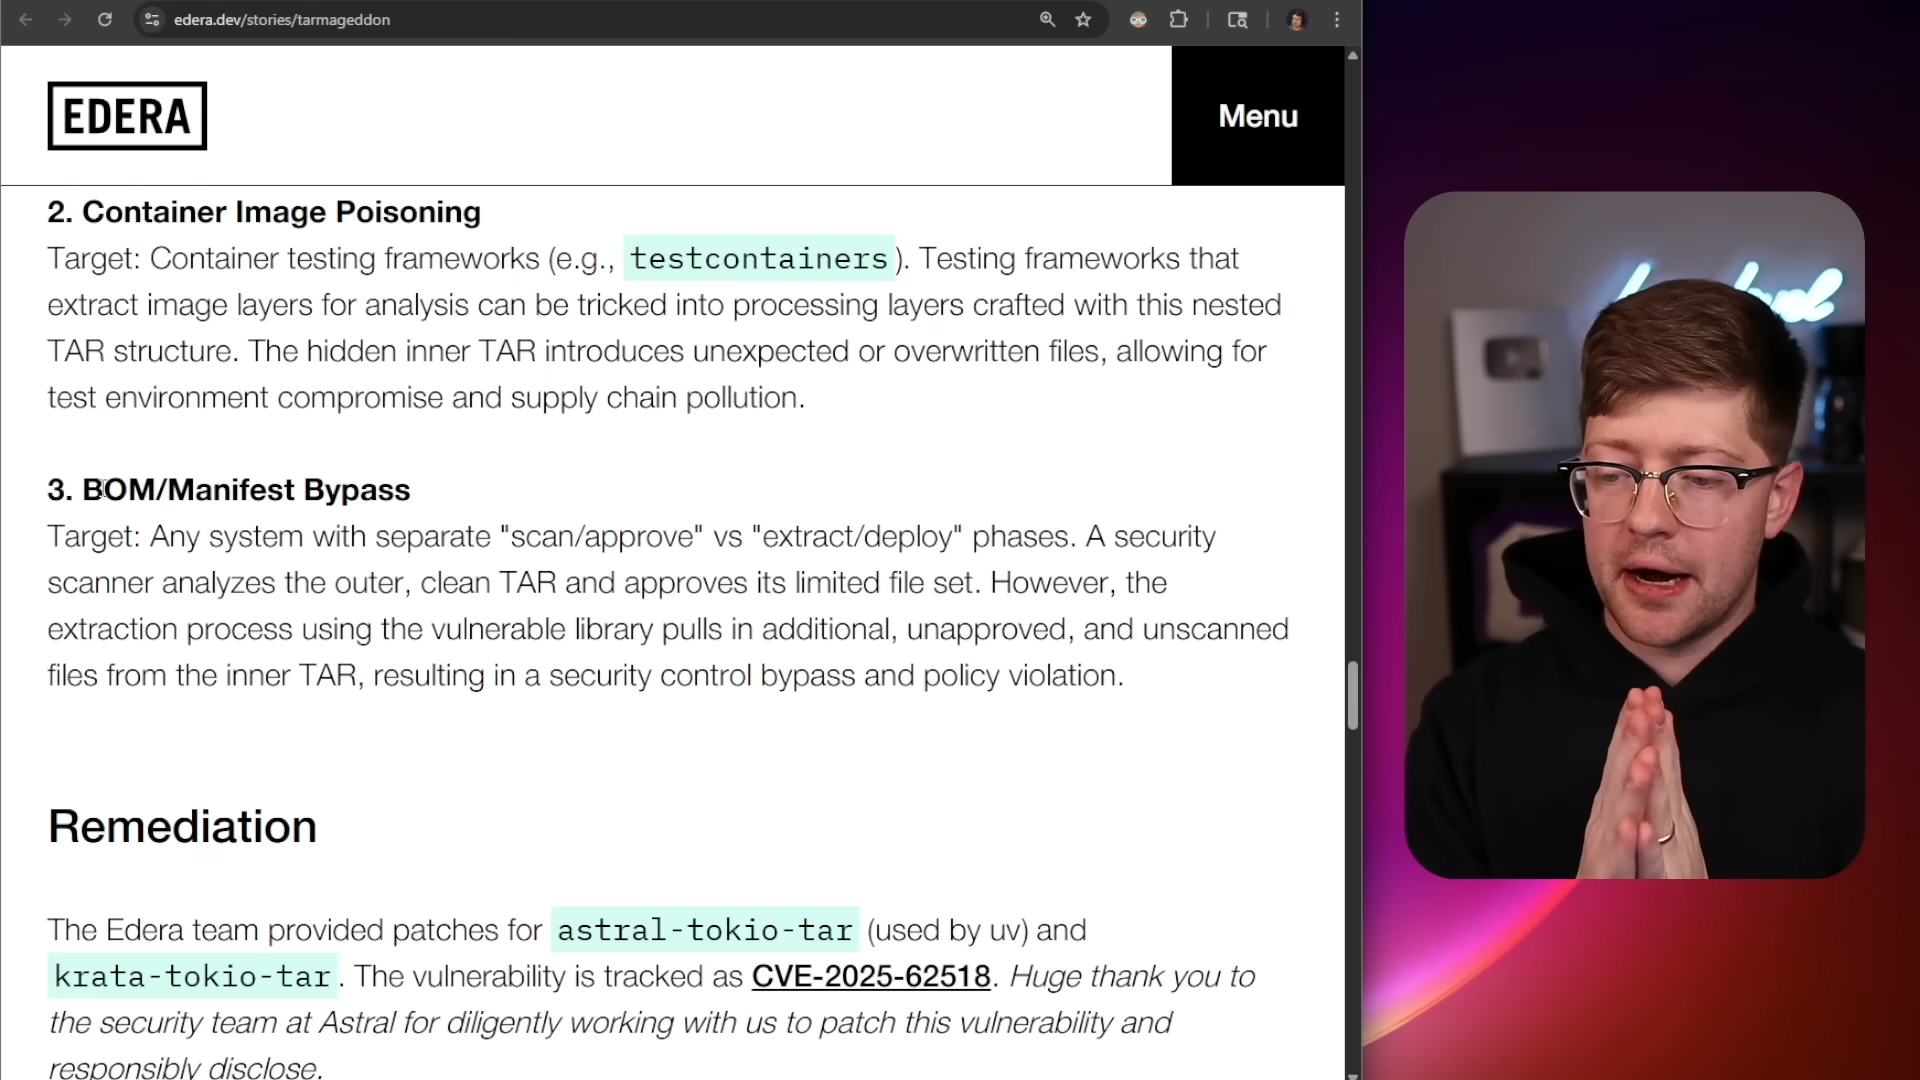 edera.dev/stories/tarmageddon
EDERA
Menu
2. Container Image Poisoning
Target: Container testing frameworks (e.g., testcontainers). Testing frameworks that
extract image layers for analysis can be tricked into processing layers crafted with this nested
TAR structure. The hidden inner TAR introduces unexpected or overwritten files, allowing for
test environment compromise and supply chain pollution.
3. BOM/Manifest Bypass
Target: Any system with separate "scan/approve" vs "extract/deploy" phases. A security
scanner analyzes the outer, clean TAR and approves its limited file set. However, the
extraction process using the vulnerable library pulls in additional, unapproved, and unscanned
files from the inner TAR, resulting in a security control bypass and policy violation.
Remediation
The Edera team provided patches for astral-tokio-tar (used by uv) and
krata-tokio-tar. The vulnerability is tracked as CVE-2025-62518. Huge thank you to
the security team at Astral for diligently working with us to patch this vulnerability and
responsibly disclose.